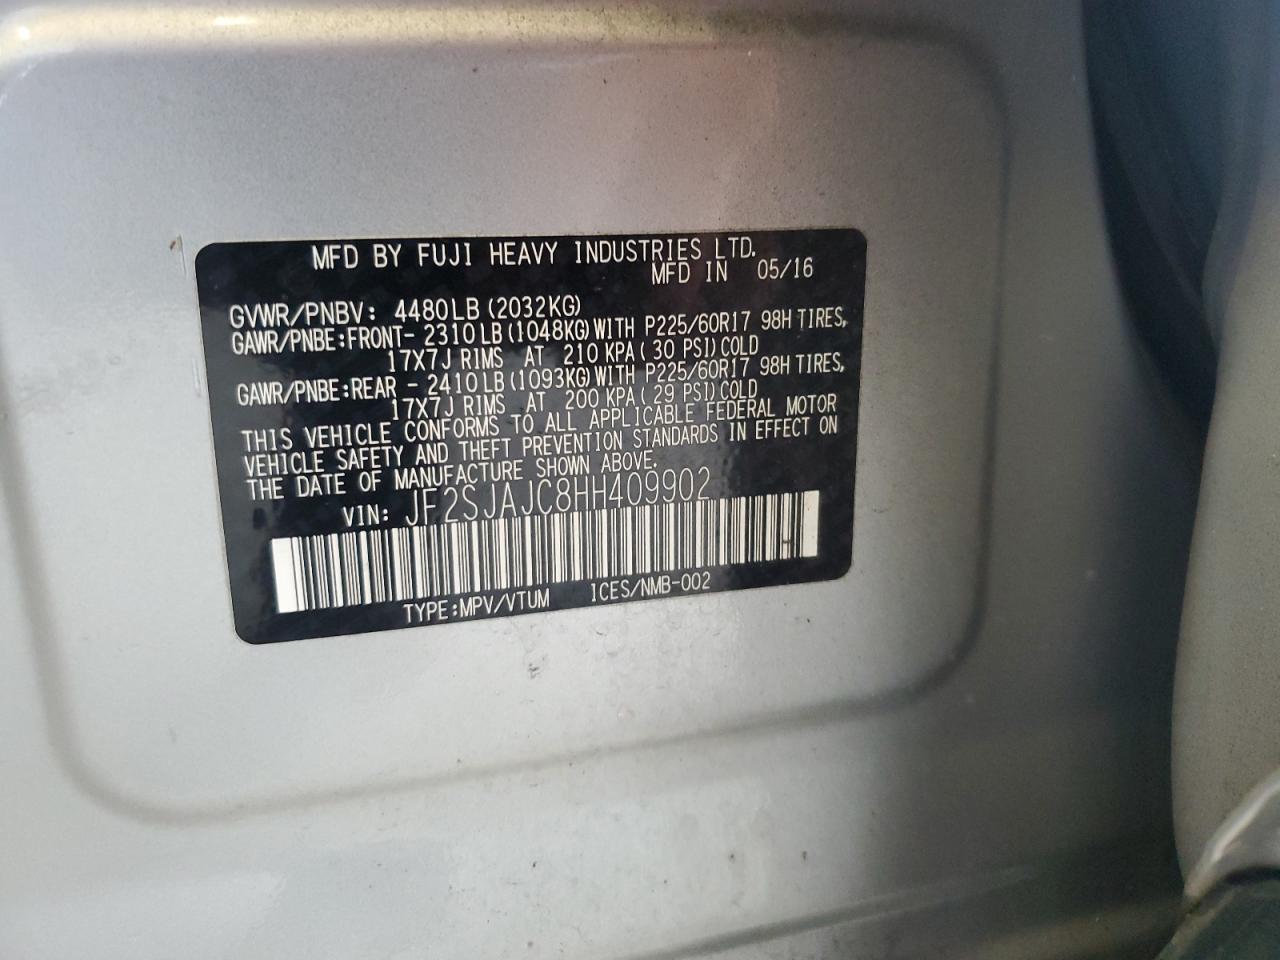 MFD BY FUJI HEAVY INDUSTRIES LTD.
MFD IN 05/16
GVWR/PNBV: 4480LB (2032KG)
GAWR/PNBE:FRONT- 2310LB(1048KG)WITH P225/60R17 98H TIRES,
17X7J RIMS AT 210 KPA( 30 PSI)COLD
GAWR/PNBE:REAR - 2410LB(1093KG)WITH P225/60R17 98H TIRES,
17X7J RIMS AT 200 KPA( 29 PSI)COLD
THIS VEHICLE CONFORMS TO ALL APPLICABLE FEDERAL MOTOR
VEHICLE SAFETY AND THEFT PREVENTION STANDARDS IN EFFECT ON
THE DATE OF MANUFACTURE SHOWN ABOVE.
VIN: JF2SJAJC8HH409902
TYPE:MPV/VTUM ICES/NMB-002